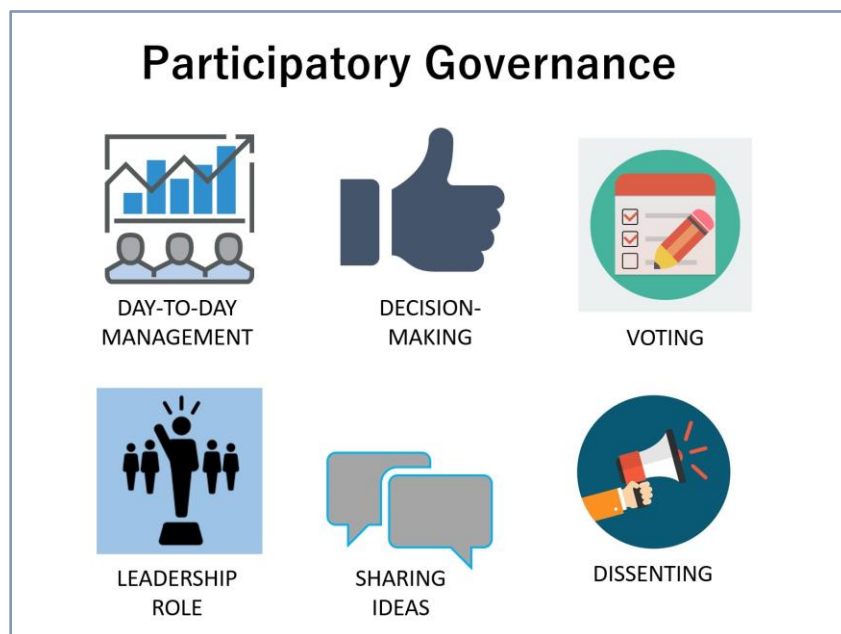 Participatory Governance
DAY-TO-DAY
MANAGEMENT
DECISION-
MAKING
VOTING
LEADERSHIP
ROLE
SHARING
IDEAS
DISSENTING